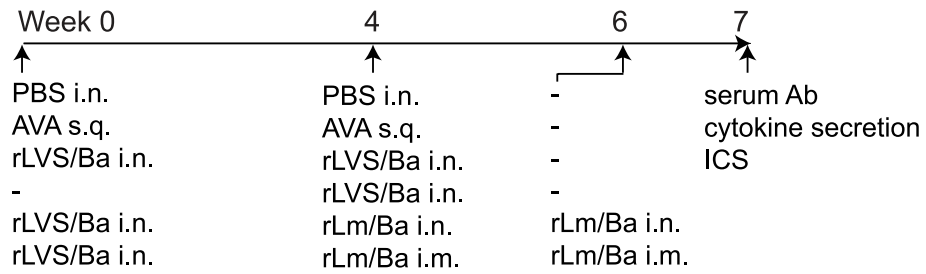 Week 0 4 6 7
PBS i.n. PBS i.n. - serum Ab
AVA s.q. AVA s.q. - cytokine secretion
rLVS/Ba i.n. rLVS/Ba i.n. - ICS
- rLVS/Ba i.n. -
rLVS/Ba i.n. rLm/Ba i.n. rLm/Ba i.n.
rLVS/Ba i.n. rLm/Ba i.m. rLm/Ba i.m.